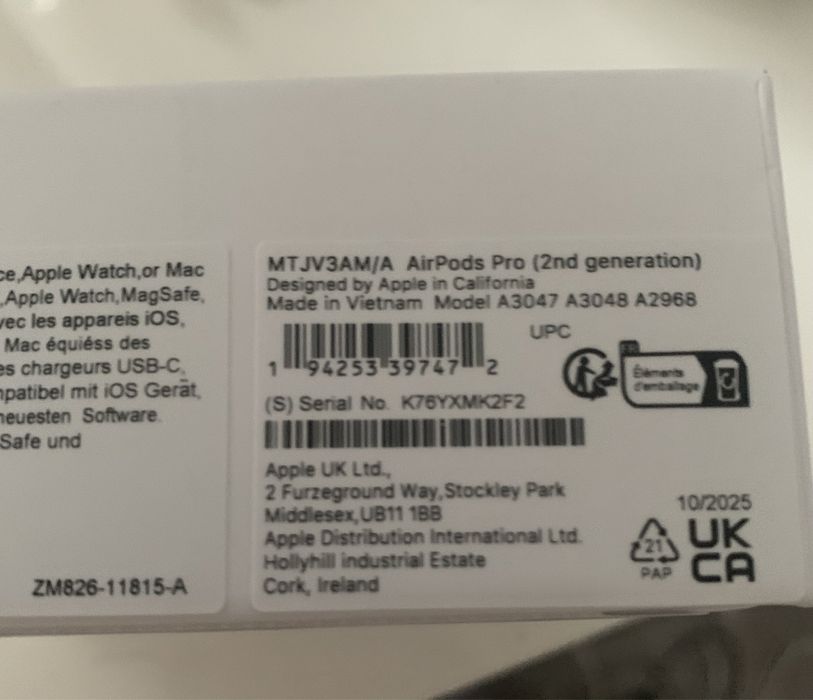 ce,Apple Watch,or Mac
,Apple Watch,MagSafe,
vec les appareils iOS,
Mac équiéss des
es chargeurs USB-C,
npatibel mit iOS Gerät,
neuesten Software.
Safe und
ZM826-11815-A
MTJV3AM/A AirPods Pro (2nd generation)
Designed by Apple in California
Made in Vietnam Model A3047 A3048 A2968
UPC
1 94253 39747 2
Éléments
d'emballage
(S) Serial No. K76YXMK2F2
Apple UK Ltd.,
2 Furzeground Way,Stockley Park
Middlesex,UB11 1BB
Apple Distribution International Ltd.
Hollyhill industrial Estate
Cork, Ireland
10/2025
21
PAP
UK
CA